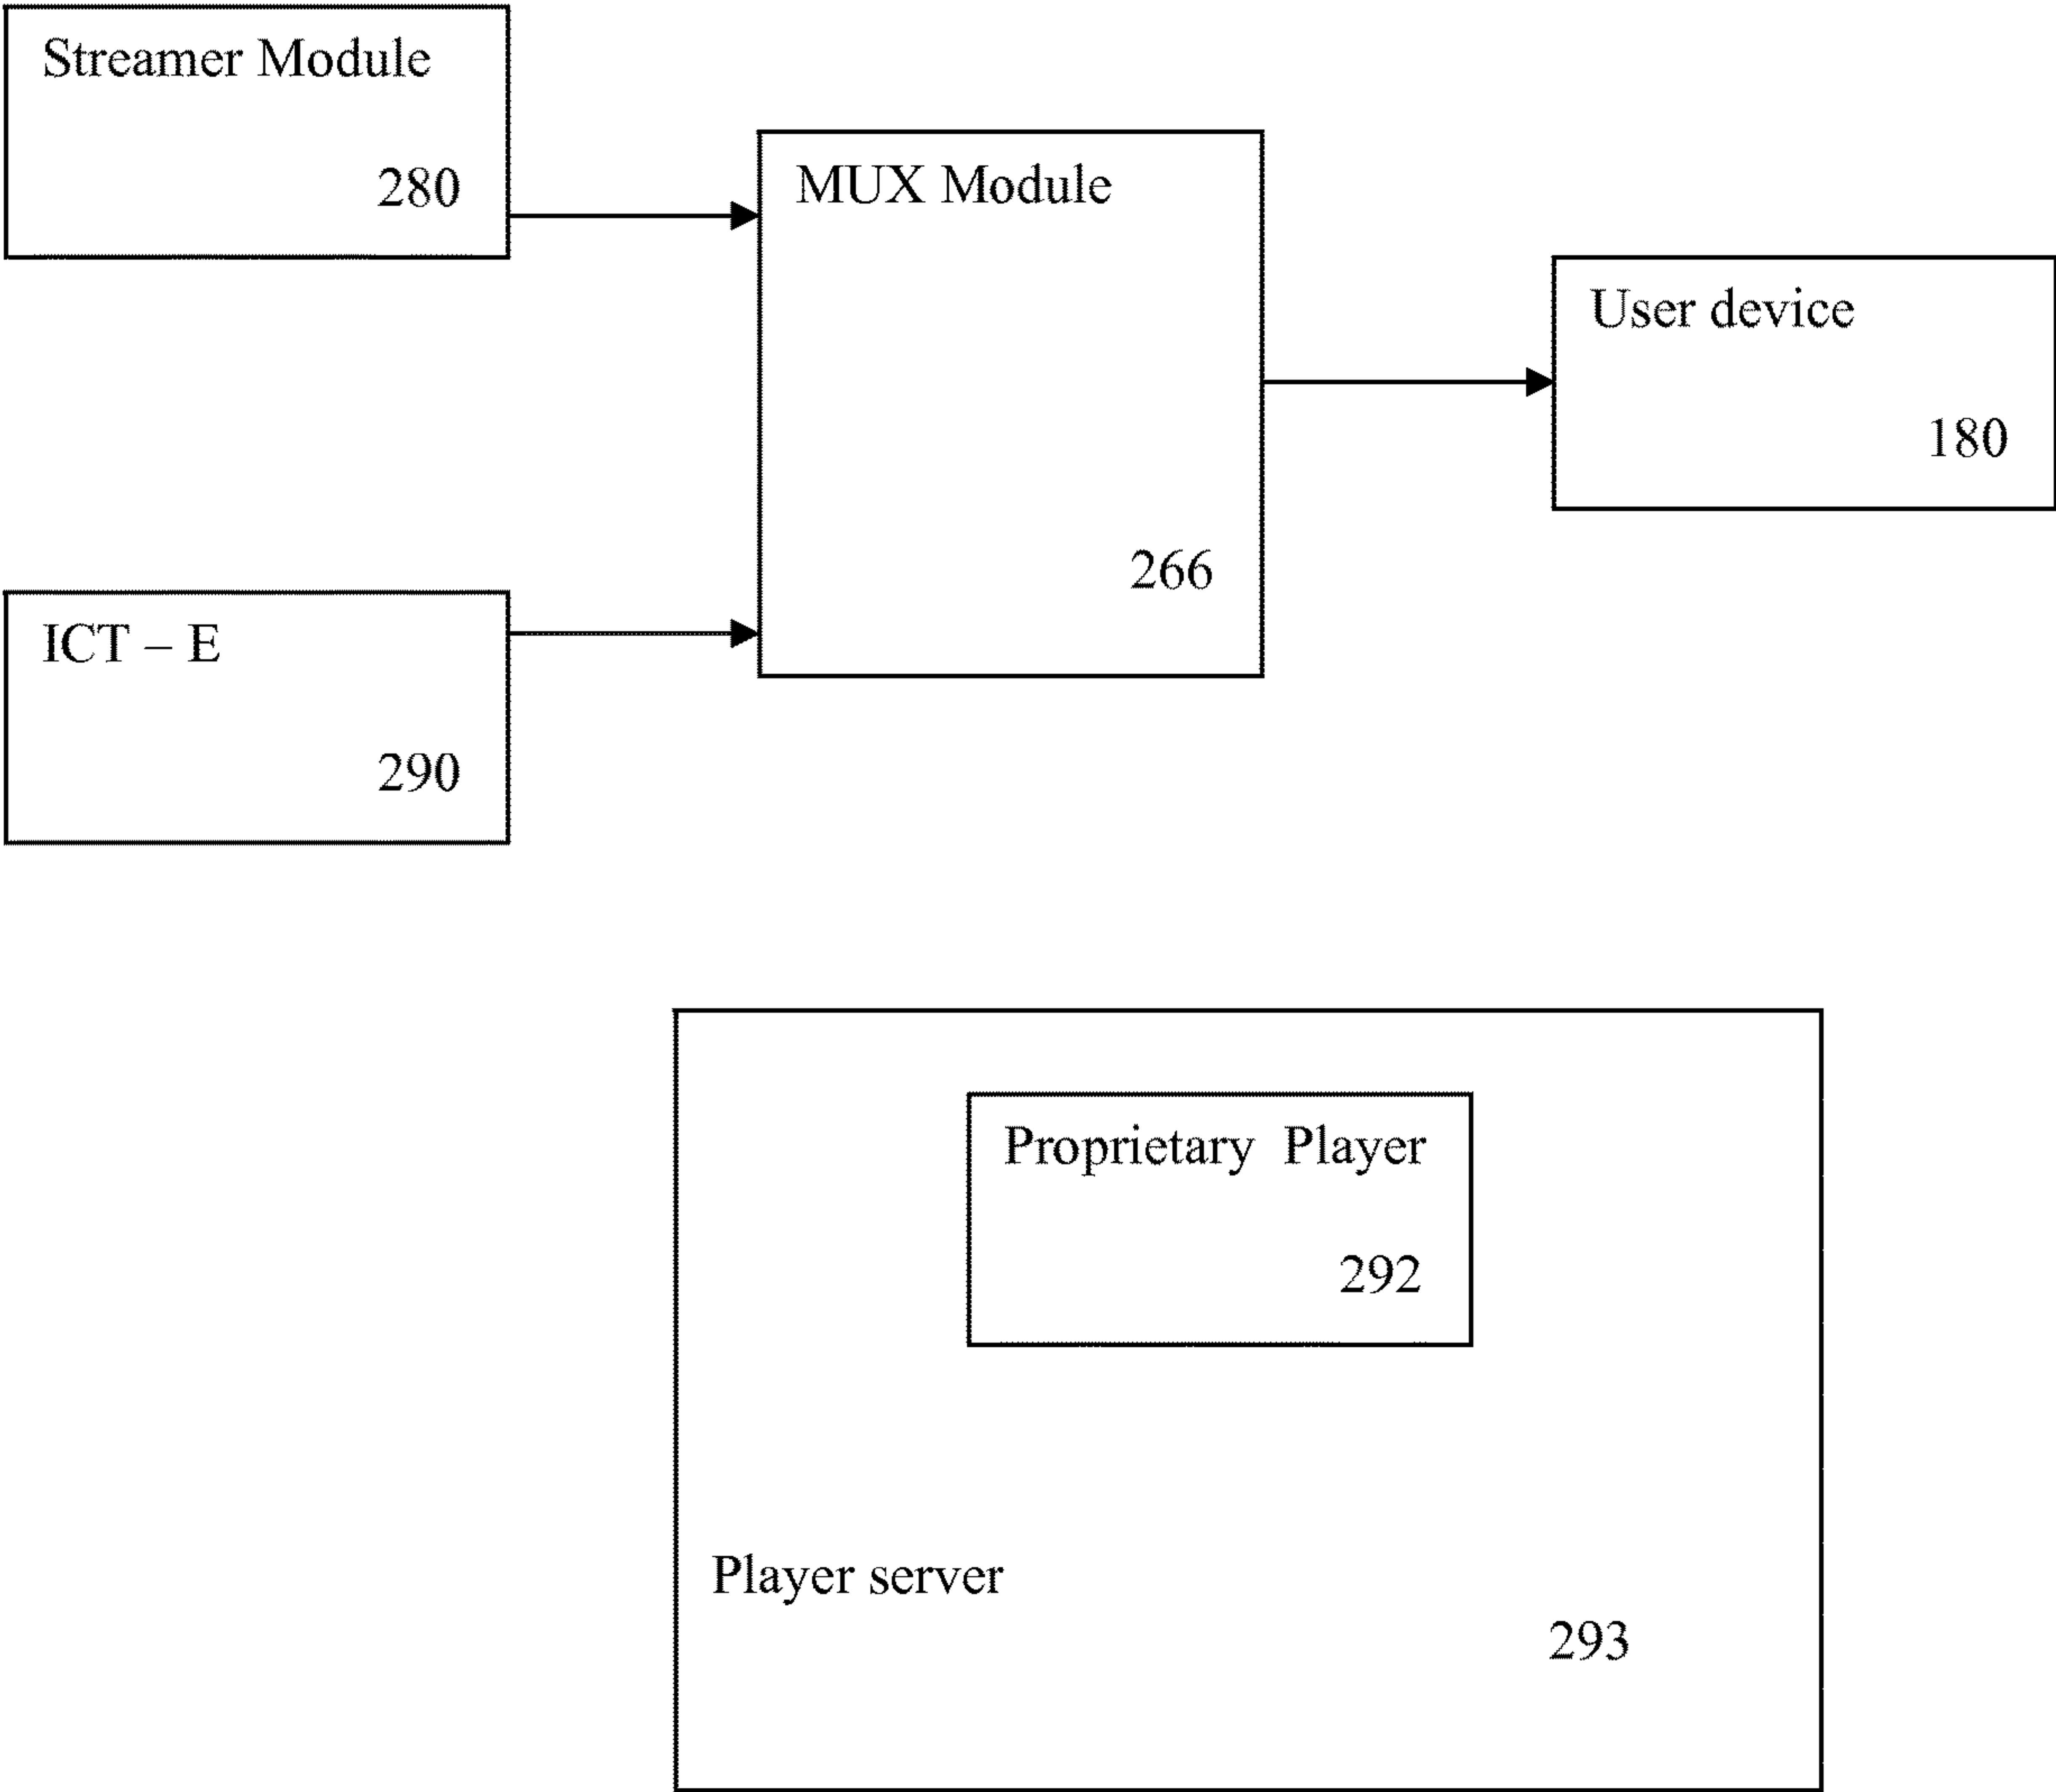 Streamer Module
280
MUX Module
266
User device
180
ICT – E
290
Proprietary Player
292
Player server
293